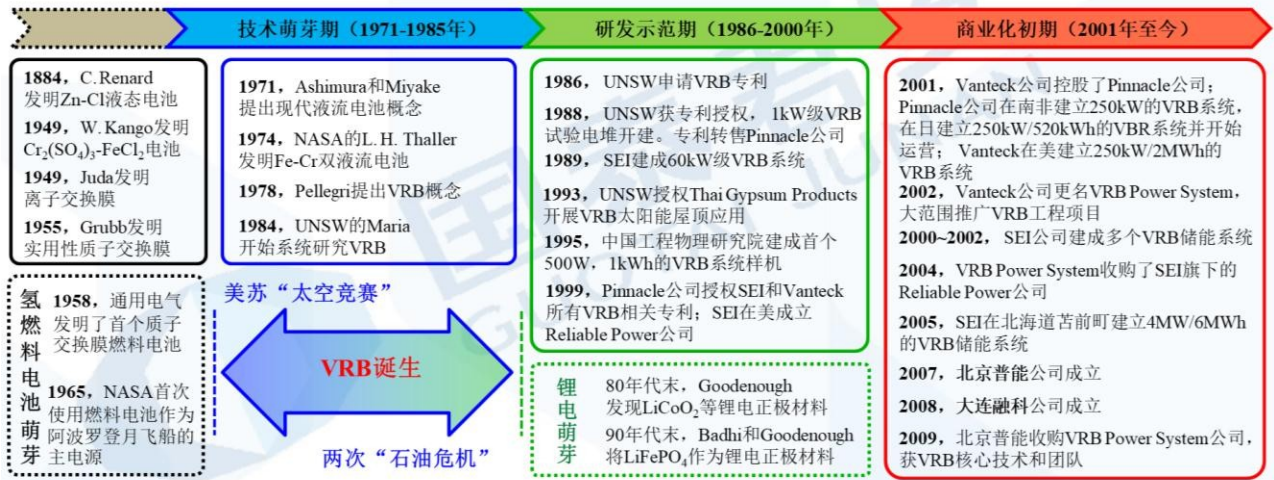 技术萌芽期（1971-1985年）
研发示范期（1986-2000年）
商业化初期（2001年至今）
1884，C.Renard
发明Zn-Cl液态电池
1949，W.Kango发明
Cr₂(SO₄)₃-FeCl₂电池
1949，Juda发明
离子交换膜
1955，Grubb发明
实用性质子交换膜
氢燃料电池萌芽
1958，通用电气
发明了首个质子
交换膜燃料电池
1965，NASA首次
使用燃料电池作为
阿波罗登月飞船的
主电源
1971，Ashimura和Miyake
提出现代液流电池概念
1974，NASA的L.H.Thaller
发明Fe-Cr双液流电池
1978，Pellegri提出VRB概念
1984，UNSW的Maria
开始系统研究VRB
美苏“太空竞赛”
VRB诞生
两次“石油危机”
1986，UNSW申请VRB专利
1988，UNSW获专利授权，1kW级VRB
试验电堆开建。专利转售Pinnacle公司
1989，SEI建成60kW级VRB系统
1993，UNSW授权Thai Gypsum Products
开展VRB太阳能屋顶应用
1995，中国工程物理研究院建成首个
500W，1kWh的VRB系统样机
1999，Pinnacle公司授权SEI和Vanteck
所有VRB相关专利；SEI在美成立
Reliable Power公司
锂电萌芽
80年代末，Goodenough
发现LiCoO₂等锂电正极材料
90年代末，Badhi和Goodenough
将LiFePO₄作为锂电正极材料
2001，Vanteck公司控股了Pinnacle公司；
Pinnacle公司在南非建立250kW的VRB系统，
在日建立250kW/520kWh的VBR系统并开始
运营；Vanteck在美建立250kW/2MWh的
VRB系统
2002，Vanteck公司更名VRB Power System，
大范围推广VRB工程项目
2000~2002，SEI公司建成多个VRB储能系统
2004，VRB Power System收购了SEI旗下的
Reliable Power公司
2005，SEI在北海道苫前町建立4MW/6MWh
的VRB储能系统
2007，北京普能公司成立
2008，大连融科公司成立
2009，北京普能收购VRB Power System公司，
获VRB核心技术和团队